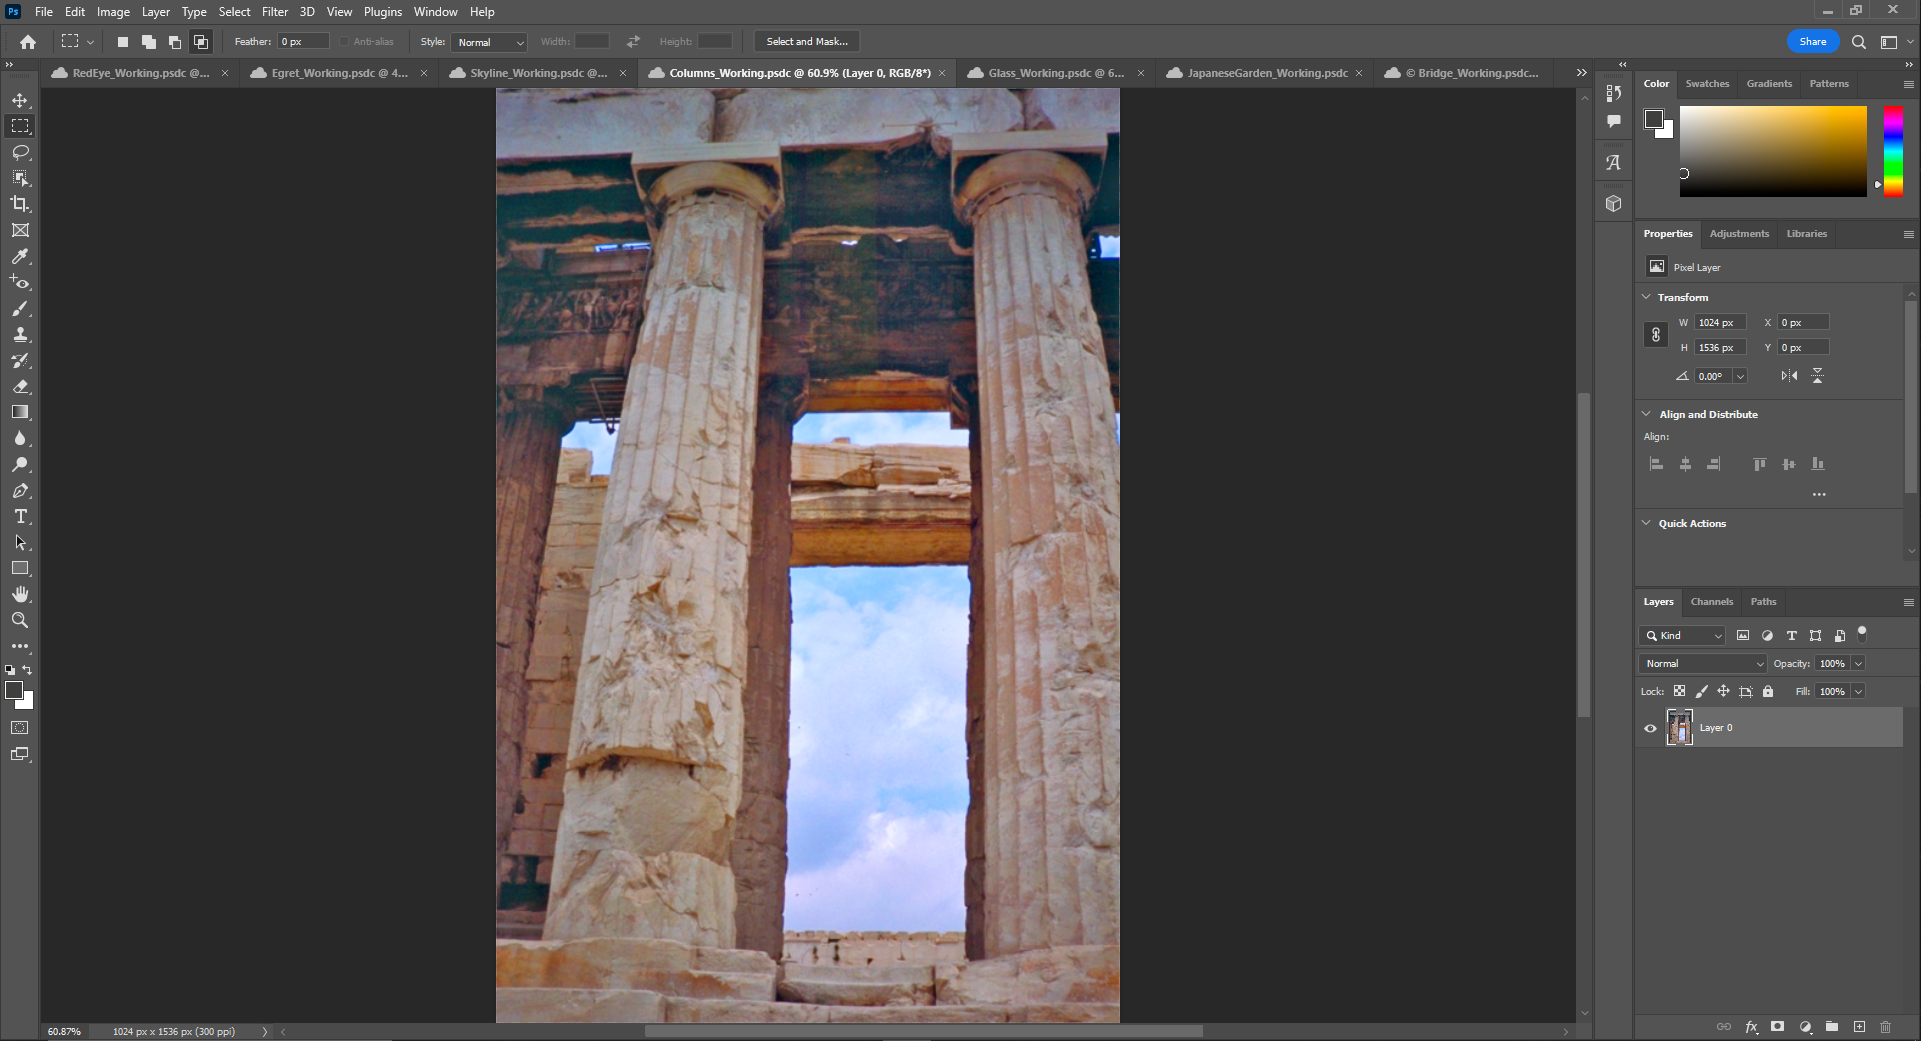 Ps File Edit Image Layer Type Select Filter 3D View Plugins Window Help
Feather: 0 px Anti-alias Style: Normal Width: Height: Select and Mask... Share
RedEye_Working.psdc @... × Egret_Working.psdc @ 4... × Skyline_Working.psdc @... × Columns_Working.psdc @ 60.9% (Layer 0, RGB/8*) × Glass_Working.psdc @ 6... × JapaneseGarden_Working.psdc × © Bridge_Working.psdc...
Color Swatches Gradients Patterns
Properties Adjustments Libraries
Pixel Layer
Transform
W 1024 px X 0 px
H 1536 px Y 0 px
0.00°
Align and Distribute
Align:
Quick Actions
Layers Channels Paths
Kind
Normal Opacity: 100%
Lock: Fill: 100%
Layer 0
fx
60.87% 1024 px x 1536 px (300 ppi)